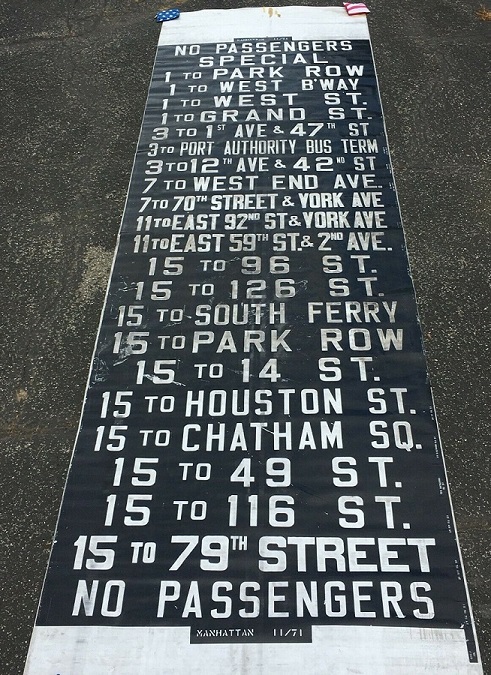 MANHATTAN 11/71
NO PASSENGERS
SPECIAL
1 TO PARK ROW
1 TO WEST B'WAY
1 TO WEST ST.
1 TO GRAND ST.
3 TO 1ST AVE & 47TH ST
3 TO PORT AUTHORITY BUS TERM
3 TO 12TH AVE & 42ND ST
7 TO WEST END AVE.
7 TO 70TH STREET & YORK AVE
11 TO EAST 92ND ST & YORK AVE
11 TO EAST 59TH ST. & 2ND AVE.
15 TO 96 ST.
15 TO 126 ST.
15 TO SOUTH FERRY
15 TO PARK ROW
15 TO 14 ST.
15 TO HOUSTON ST.
15 TO CHATHAM SQ.
15 TO 49 ST.
15 TO 116 ST.
15 TO 79TH STREET
NO PASSENGERS
MANHATTAN 11/71